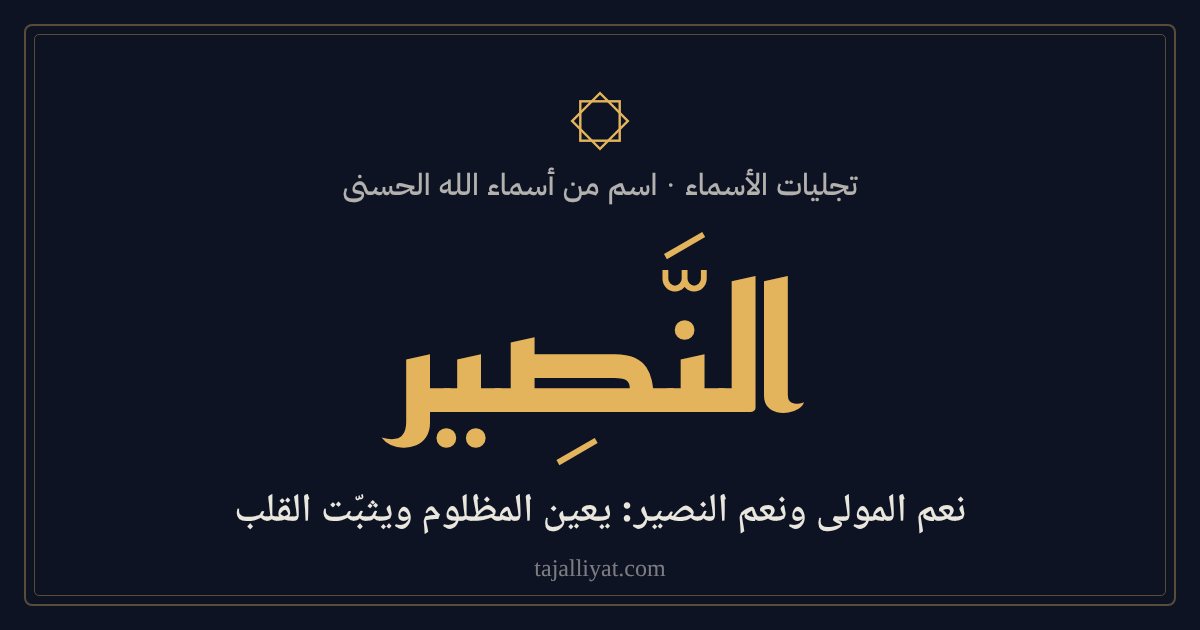 تجليات الأسماء · اسم من أسماء الله الحسنى
النَّصِير
نعم المولى ونعم النصير: يعين المظلوم ويثبّت القلب
tajalliyat.com